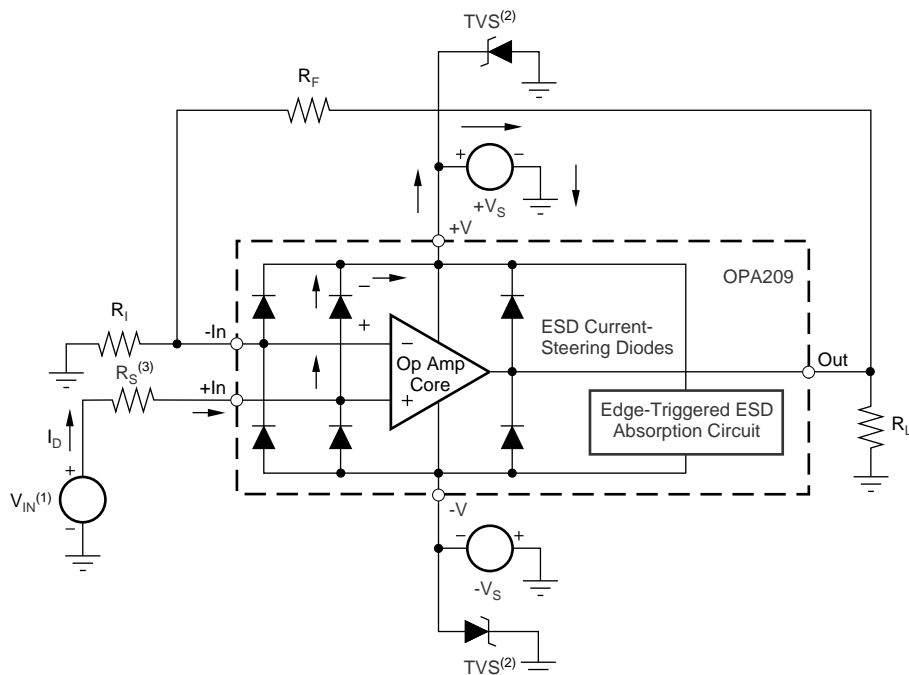 TVS(2)
RF
+ −
+VS
+V
OPA209
−
+
RI
-In
−
Op Amp
Core
+
ESD Current-
Steering Diodes
Out
RS(3)
+In
Edge-Triggered ESD
Absorption Circuit
RL
ID
+
VIN(1)
−
-V
− +
-VS
TVS(2)